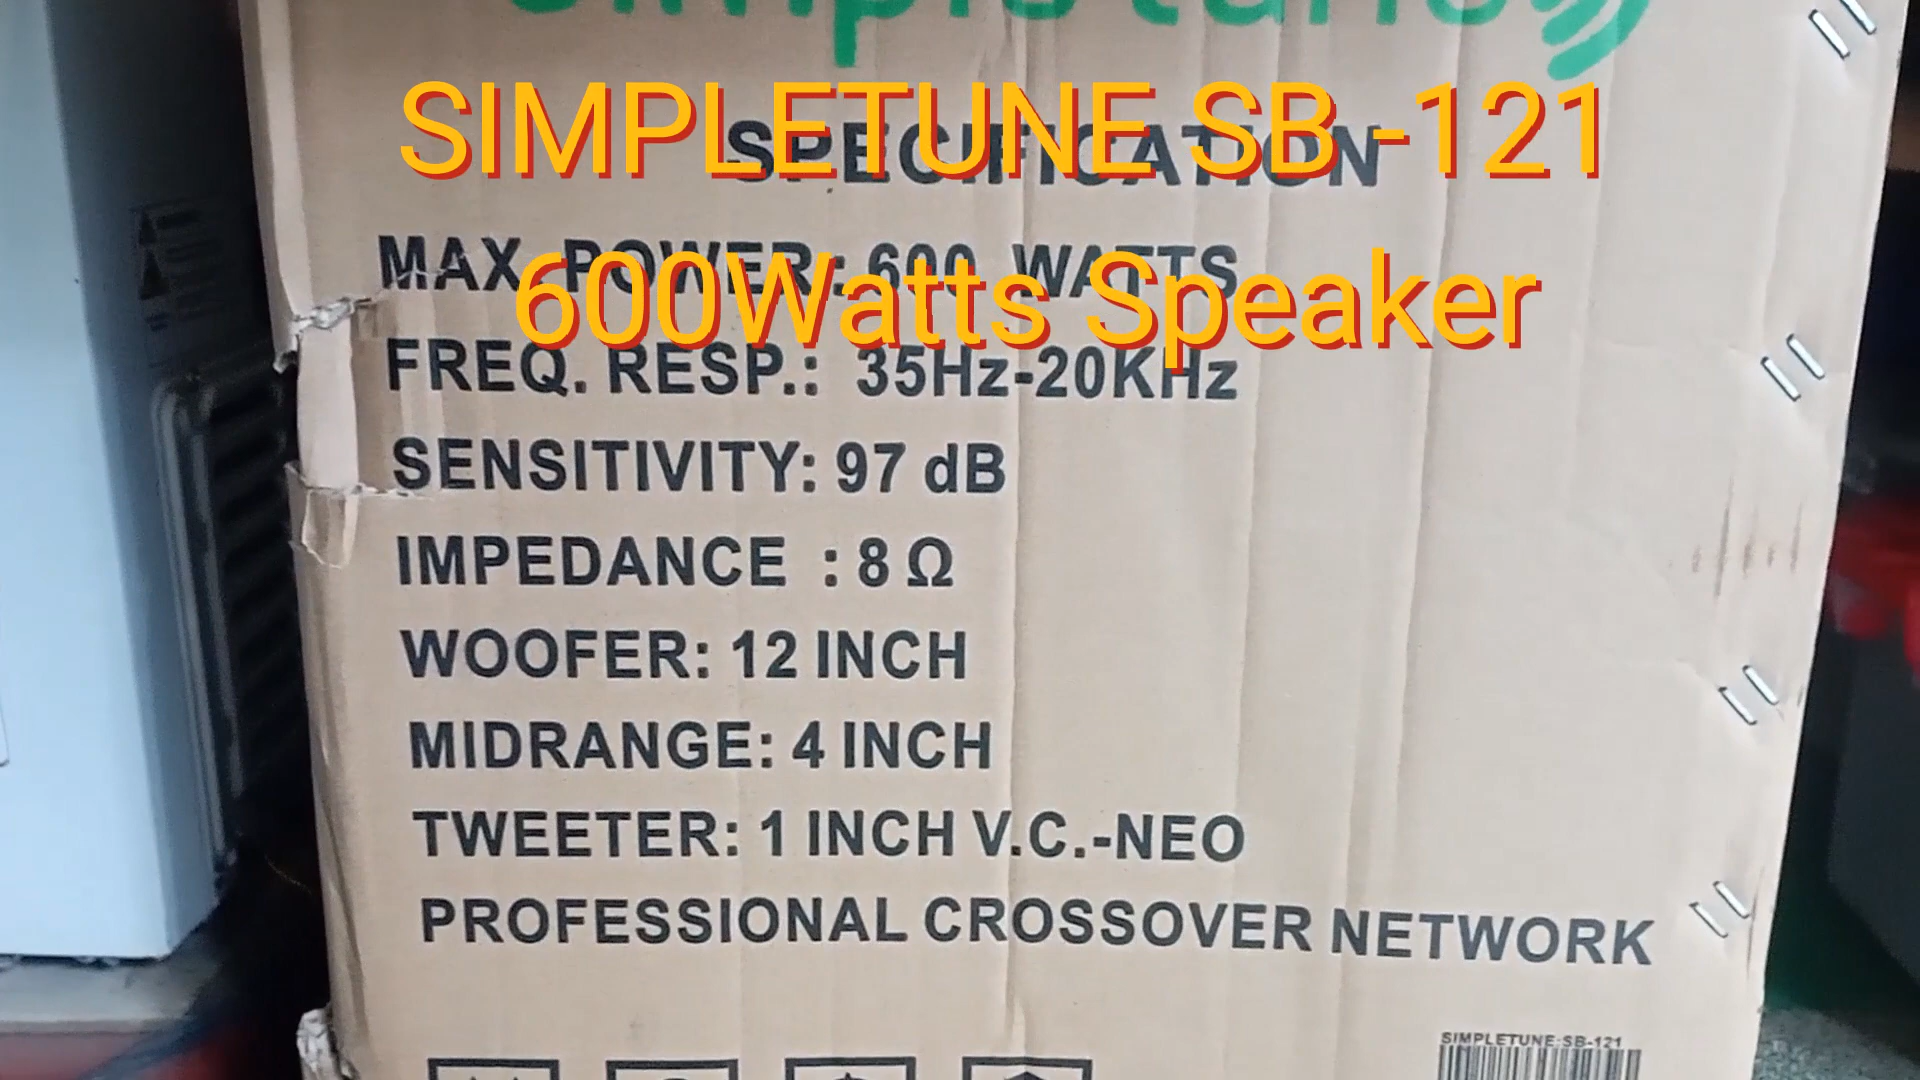 simpletune
SIMPLETUNE SB -121
SPECIFICATION
MAX. POWER: 600 WATTS
600Watts Speaker
FREQ. RESP.: 35Hz-20KHz
SENSITIVITY: 97 dB
IMPEDANCE : 8 Ω
WOOFER: 12 INCH
MIDRANGE: 4 INCH
TWEETER: 1 INCH V.C.-NEO
PROFESSIONAL CROSSOVER NETWORK
SIMPLETUNE:SB-121